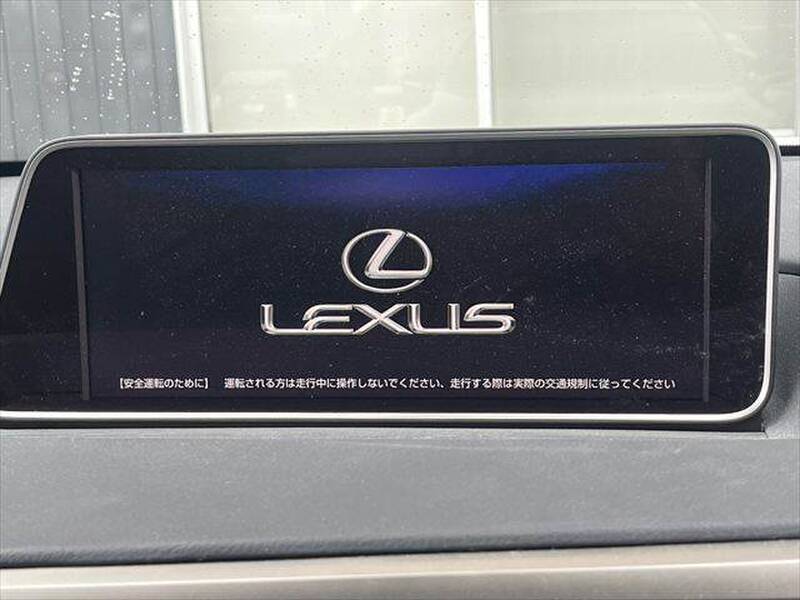 LEXUS
【安全運転のために】 運転される方は走行中に操作しないでください、走行する際は実際の交通規制に従ってください